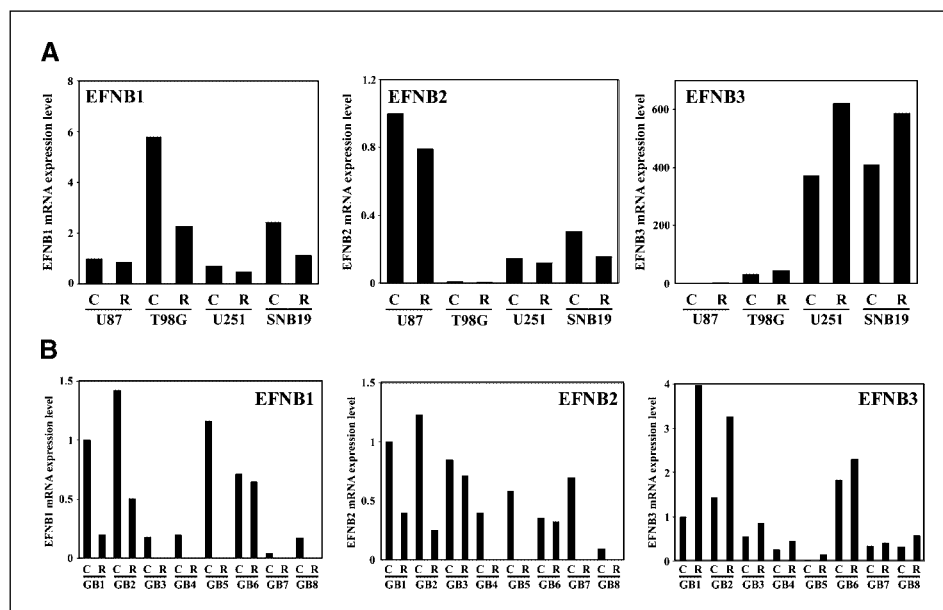 A
EFNB1 mRNA expression level
8
6
4
2
0
EFNB1
C R C R C R C R
U87 T98G U251 SNB19
EFNB2 mRNA expression level
1.2
0.8
0.4
0
EFNB2
C R C R C R C R
U87 T98G U251 SNB19
EFNB3 mRNA expression level
600
400
200
0
EFNB3
C R C R C R C R
U87 T98G U251 SNB19
B
EFNB1 mRNA expression level
1.5
1
0.5
0
EFNB1
C R C R C R C R C R C R C R C R
GB1 GB2 GB3 GB4 GB5 GB6 GB7 GB8
EFNB2 mRNA expression level
1.5
1
0.5
0
EFNB2
C R C R C R C R C R C R C R C R
GB1 GB2 GB3 GB4 GB5 GB6 GB7 GB8
EFNB3 mRNA expression level
4
3
2
1
0
EFNB3
C R C R C R C R C R C R C R C R
GB1 GB2 GB3 GB4 GB5 GB6 GB7 GB8